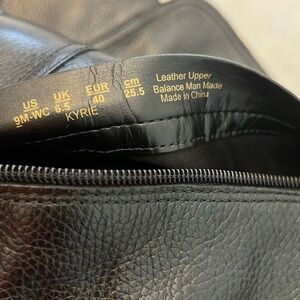 US UK EUR cm
9M-WC 6.5 40 25.5
KYRIE
Leather Upper
Balance Man Made
Made in China